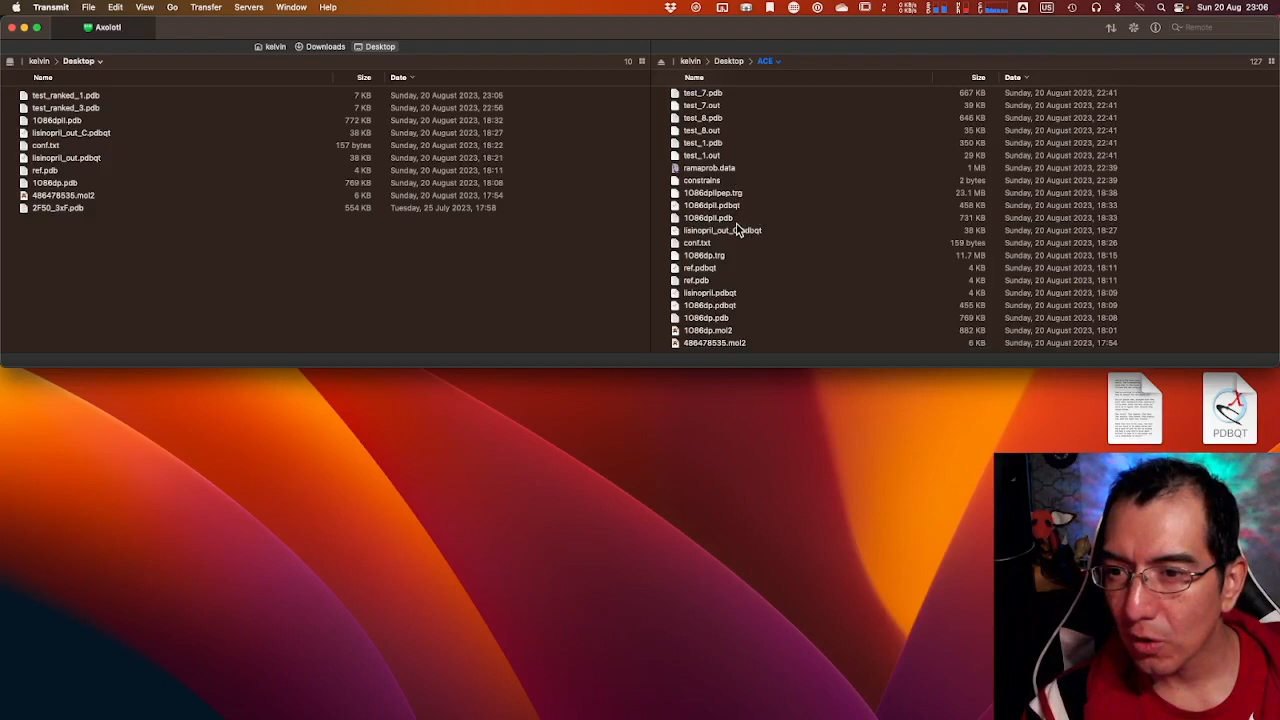 Transmit File Edit View Go Transfer Servers Window Help
US Sun 20 Aug 23:06
Axolotl
Remote
kelvin Downloads Desktop
kelvin Desktop 10
kelvin Desktop ACE 127
Name Size Date
Name Size Date
test_ranked_1.pdb 7 KB Sunday, 20 August 2023, 23:05
test_ranked_3.pdb 7 KB Sunday, 20 August 2023, 22:56
1O86dpll.pdb 772 KB Sunday, 20 August 2023, 18:32
lisinopril_out_C.pdbqt 38 KB Sunday, 20 August 2023, 18:27
conf.txt 157 bytes Sunday, 20 August 2023, 18:22
lisinopril_out.pdbqt 38 KB Sunday, 20 August 2023, 18:21
ref.pdb 4 KB Sunday, 20 August 2023, 18:11
1O86dp.pdb 769 KB Sunday, 20 August 2023, 18:08
486478535.mol2 6 KB Sunday, 20 August 2023, 17:54
2F50_3xF.pdb 554 KB Tuesday, 25 July 2023, 17:58
test_7.pdb 667 KB Sunday, 20 August 2023, 22:41
test_7.out 39 KB Sunday, 20 August 2023, 22:41
test_8.pdb 646 KB Sunday, 20 August 2023, 22:41
test_8.out 35 KB Sunday, 20 August 2023, 22:41
test_1.pdb 350 KB Sunday, 20 August 2023, 22:41
test_1.out 29 KB Sunday, 20 August 2023, 22:41
ramaprob.data 1 MB Sunday, 20 August 2023, 22:39
constrains 2 bytes Sunday, 20 August 2023, 22:39
1O86dpllpep.trg 23.1 MB Sunday, 20 August 2023, 18:38
1O86dpll.pdbqt 458 KB Sunday, 20 August 2023, 18:33
1O86dpll.pdb 731 KB Sunday, 20 August 2023, 18:33
lisinopril_out_C.pdbqt 38 KB Sunday, 20 August 2023, 18:27
conf.txt 159 bytes Sunday, 20 August 2023, 18:26
1O86dp.trg 11.7 MB Sunday, 20 August 2023, 18:15
ref.pdbqt 4 KB Sunday, 20 August 2023, 18:11
ref.pdb 4 KB Sunday, 20 August 2023, 18:11
lisinopril.pdbqt 4 KB Sunday, 20 August 2023, 18:09
1O86dp.pdbqt 455 KB Sunday, 20 August 2023, 18:09
1O86dp.pdb 769 KB Sunday, 20 August 2023, 18:08
1O86dp.mol2 882 KB Sunday, 20 August 2023, 18:01
486478535.mol2 6 KB Sunday, 20 August 2023, 17:54
PDBQT